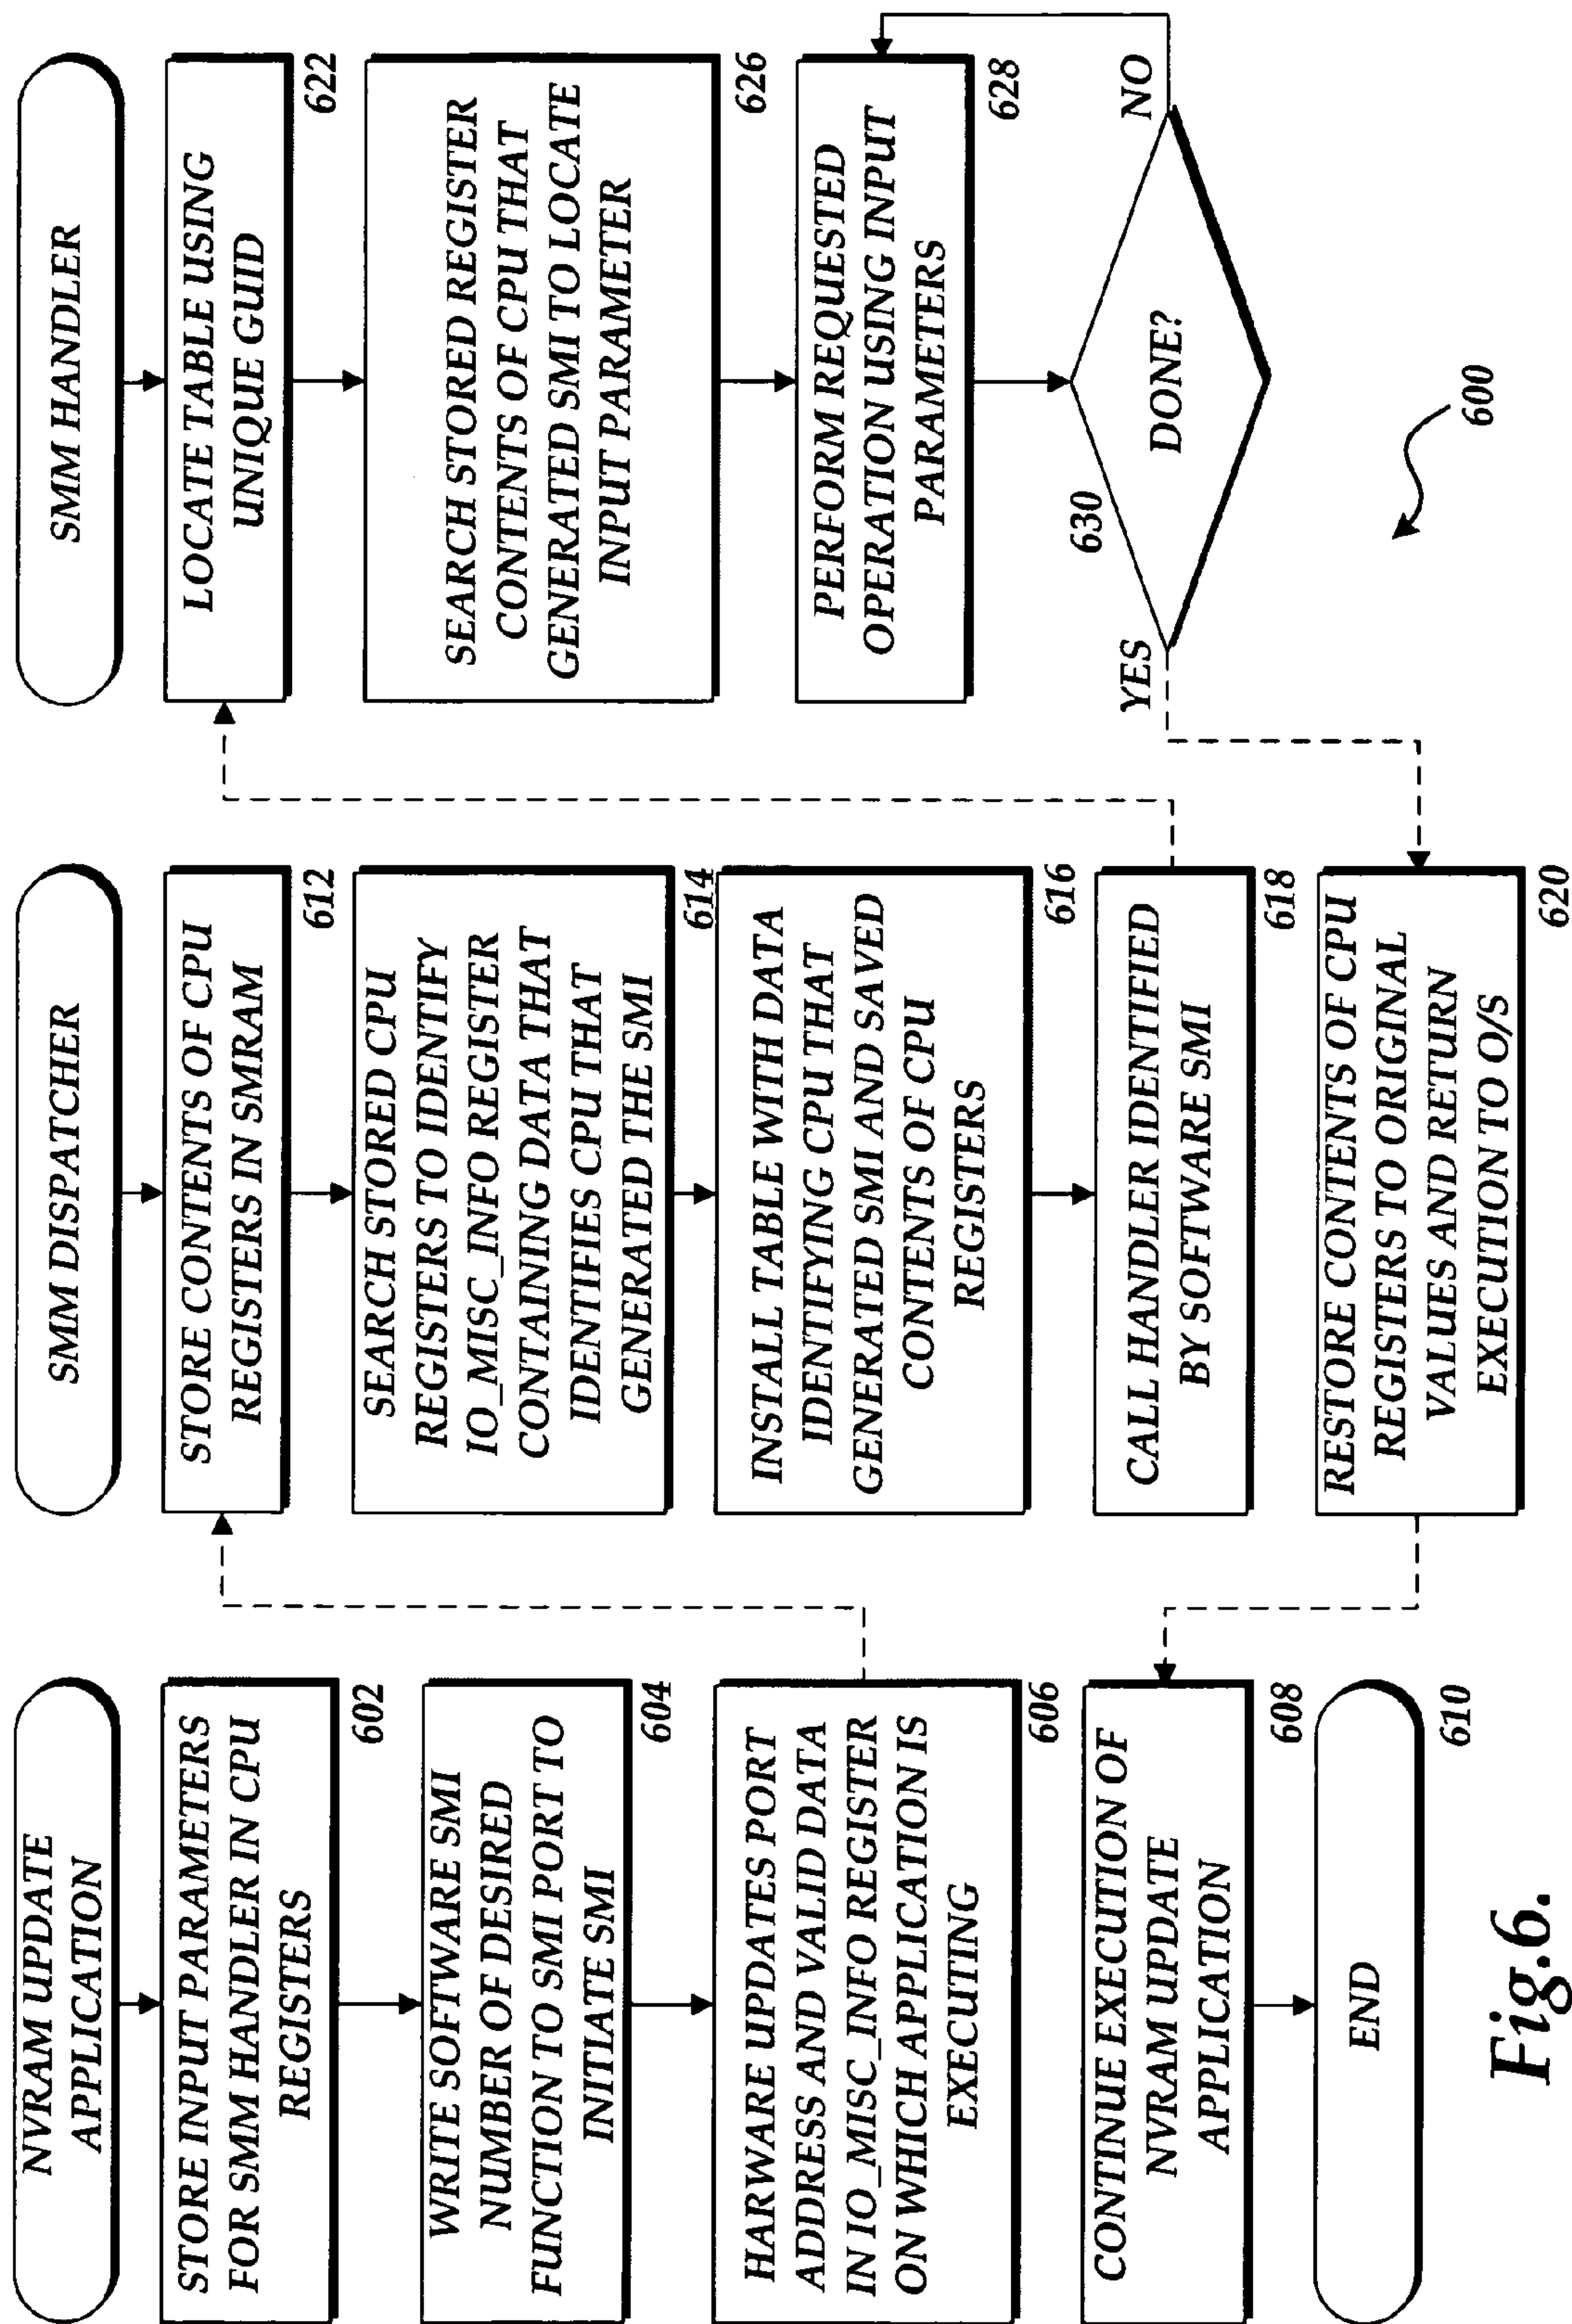 NVRAM UPDATE
APPLICATION
STORE INPUT PARAMETERS
FOR SMM HANDLER IN CPU
REGISTERS
602
WRITE SOFTWARE SMI
NUMBER OF DESIRED
FUNCTION TO SMI PORT TO
INITIATE SMI
604
HARWARE UPDATES PORT
ADDRESS AND VALID DATA
IN IO_MISC_INFO REGISTER
ON WHICH APPLICATION IS
EXECUTING
606
CONTINUE EXECUTION OF
NVRAM UPDATE
APPLICATION
608
END
610
SMM DISPATCHER
STORE CONTENTS OF CPU
REGISTERS IN SMRAM
612
SEARCH STORED CPU
REGISTERS TO IDENTIFY
IO_MISC_INFO REGISTER
CONTAINING DATA THAT
IDENTIFIES CPU THAT
GENERATED THE SMI
614
INSTALL TABLE WITH DATA
IDENTIFYING CPU THAT
GENERATED SMI AND SAVED
CONTENTS OF CPU
REGISTERS
616
CALL HANDLER IDENTIFIED
BY SOFTWARE SMI
618
RESTORE CONTENTS OF CPU
REGISTERS TO ORIGINAL
VALUES AND RETURN
EXECUTION TO O/S
620
SMM HANDLER
LOCATE TABLE USING
UNIQUE GUID
622
SEARCH STORED REGISTER
CONTENTS OF CPU THAT
GENERATED SMI TO LOCATE
INPUT PARAMETER
626
PERFORM REQUESTED
OPERATION USING INPUT
PARAMETERS
628
630
DONE?
YES
NO
600
Fig.6.